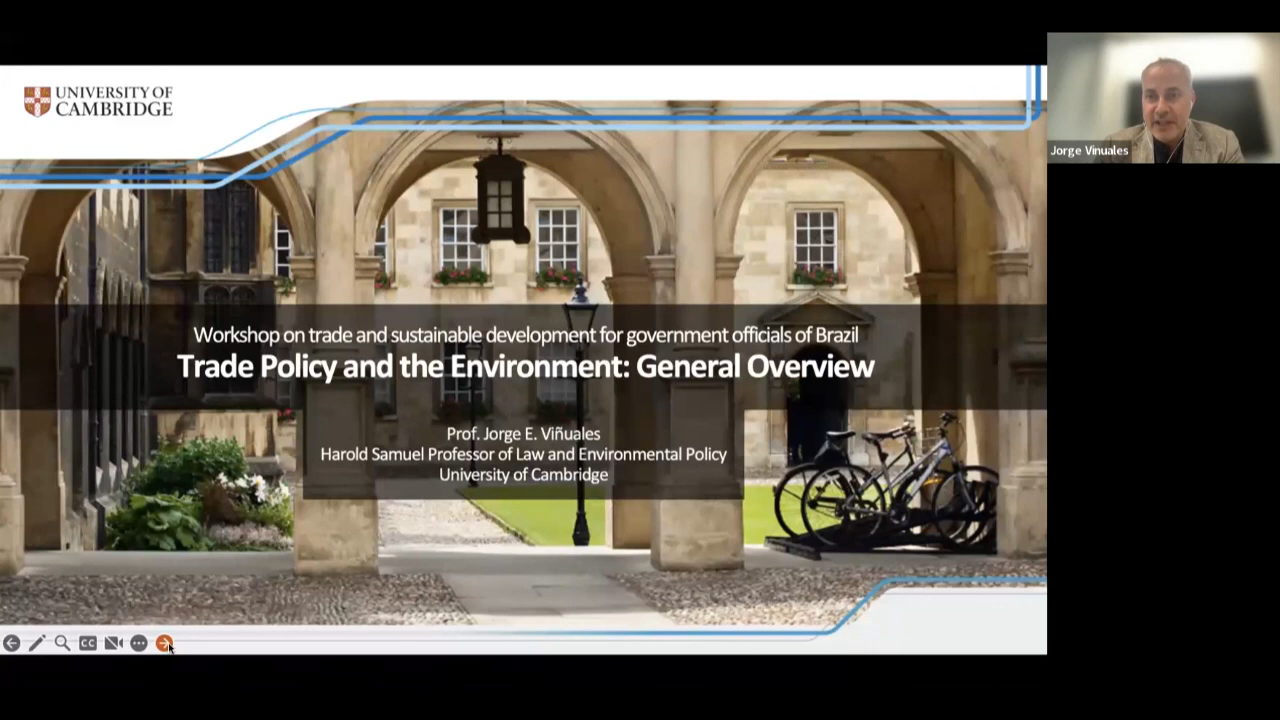 UNIVERSITY OF
CAMBRIDGE
Jorge Vinuales
Workshop on trade and sustainable development for government officials of Brazil
Trade Policy and the Environment: General Overview
Prof. Jorge E. Viñuales
Harold Samuel Professor of Law and Environmental Policy
University of Cambridge
CC